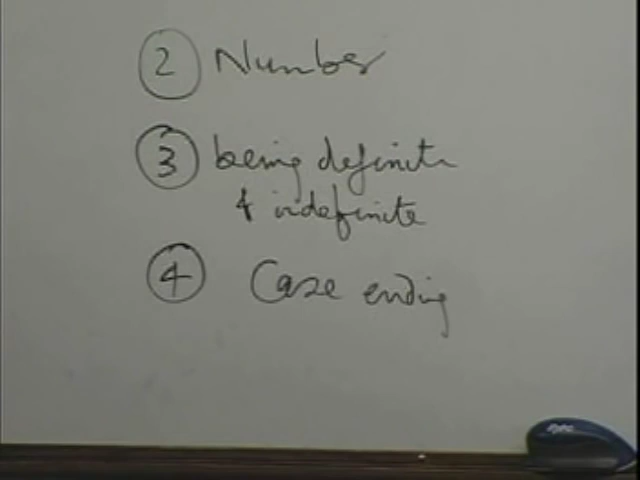 2 Number
3 being definite
& indefinite
4 Case ending